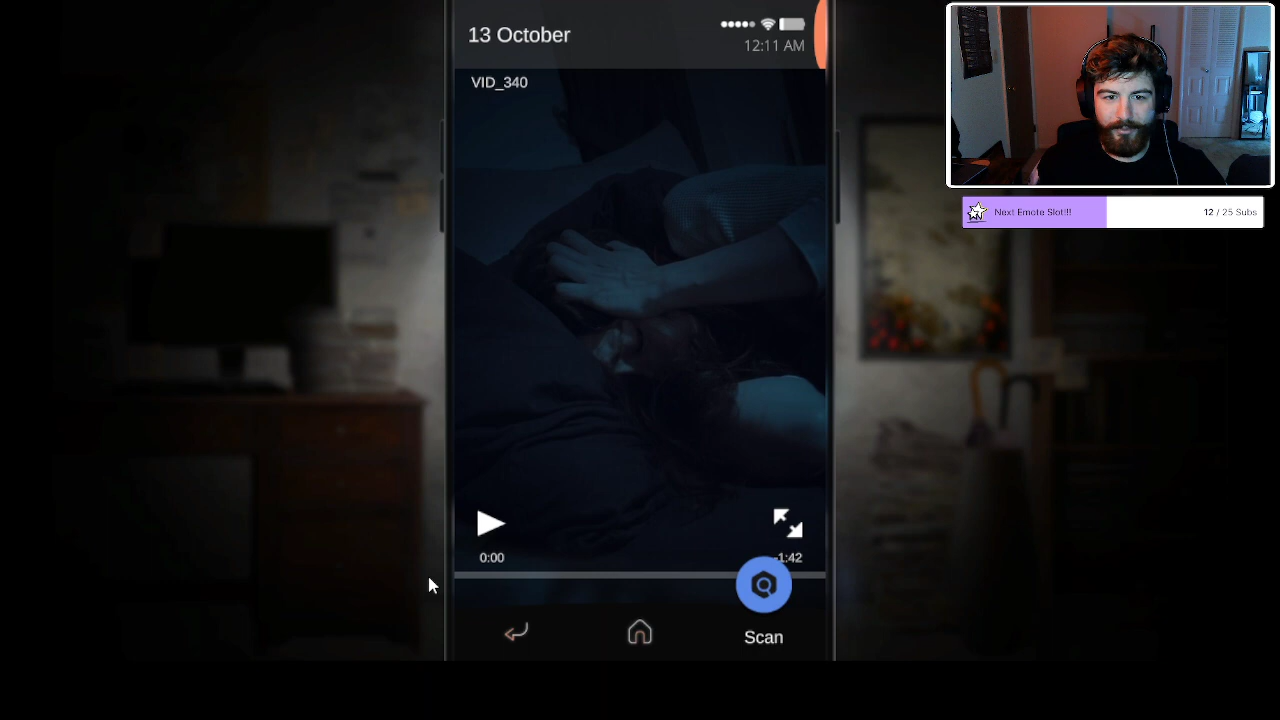 13 October
12:11 AM
VID_340
0:00
-1:42
Scan
Next Emote Slot!!!
12 / 25 Subs